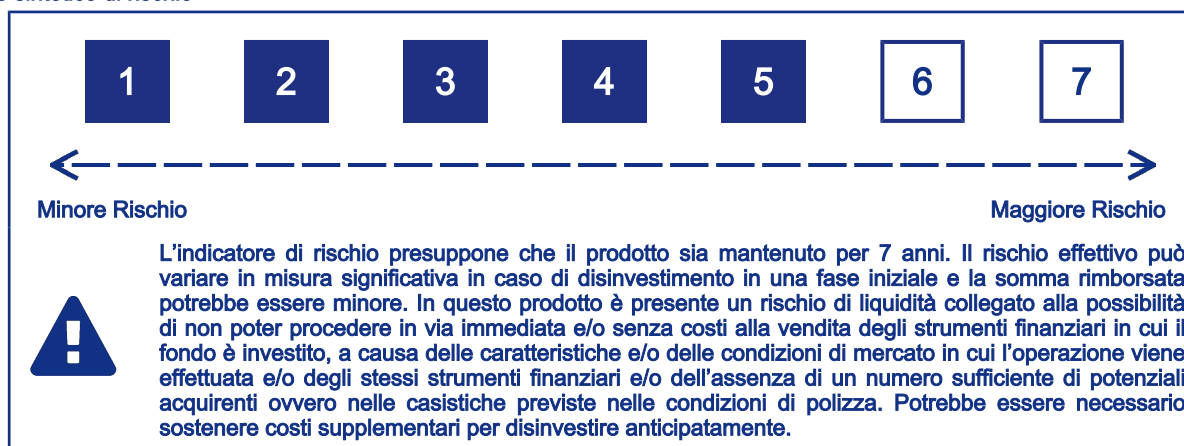 1 2 3 4 5 6 7
Minore Rischio Maggiore Rischio
L'indicatore di rischio presuppone che il prodotto sia mantenuto per 7 anni. Il rischio effettivo può
variare in misura significativa in caso di disinvestimento in una fase iniziale e la somma rimborsata
potrebbe essere minore. In questo prodotto è presente un rischio di liquidità collegato alla possibilità
di non poter procedere in via immediata e/o senza costi alla vendita degli strumenti finanziari in cui il
fondo è investito, a causa delle caratteristiche e/o delle condizioni di mercato in cui l'operazione viene
effettuata e/o degli stessi strumenti finanziari e/o dell'assenza di un numero sufficiente di potenziali
acquirenti ovvero nelle casistiche previste nelle condizioni di polizza. Potrebbe essere necessario
sostenere costi supplementari per disinvestire anticipatamente.